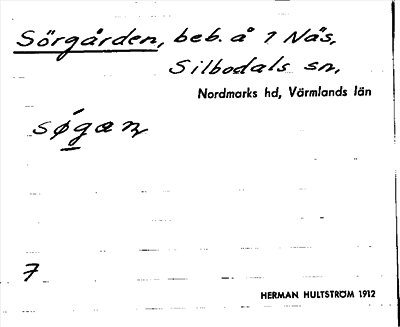 Sörgården, beb. å 1 Näs,
Silbodals sn,
Nordmarks hd, Värmlands län
søgan
7
HERMAN HULTSTRÖM 1912